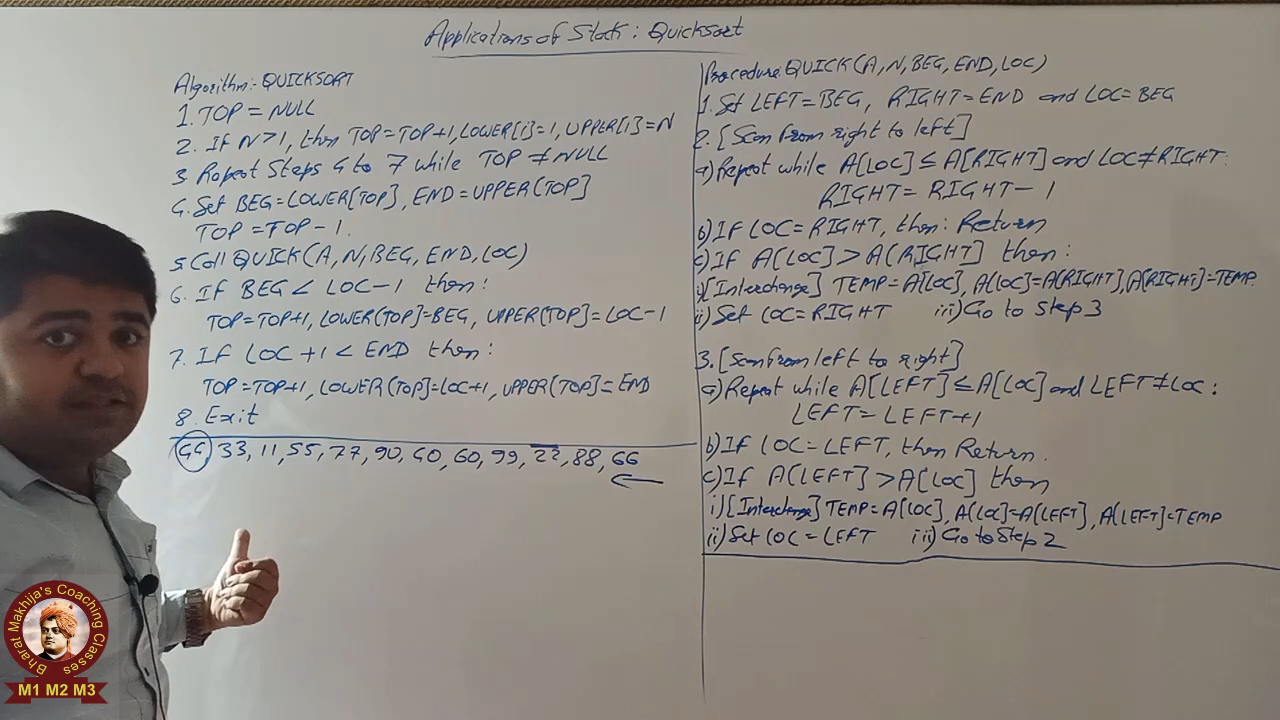 Applications of Stack: Quicksort
Algorithm:- QUICKSORT
1. TOP = NULL
2. If N>1, then TOP=TOP+1, LOWER[i]=1, UPPER[i]=N
3. Repeat Steps 4 to 7 while TOP ≠ NULL
4. Set BEG=LOWER[TOP], END=UPPER[TOP]
TOP=TOP-1.
5. Call QUICK(A,N,BEG, END, LOC)
6. If BEG < LOC-1 then:
TOP=TOP+1, LOWER[TOP]=BEG, UPPER[TOP]=LOC-1
7. If LOC+1 < END then:
TOP=TOP+1, LOWER[TOP]=LOC+1, UPPER[TOP]=END
8. Exit
44 33, 11, 55, 77, 90, 40, 60, 99, 22, 88, 66
Procedure: QUICK(A,N,BEG,END,LOC)
1. Set LEFT=BEG, RIGHT=END and LOC=BEG
2. [Scan from right to left]
a) Repeat while A[LOC] ≤ A[RIGHT] and LOC≠RIGHT:
RIGHT= RIGHT-1
b) If LOC=RIGHT, then: Return
c) If A[LOC] > A[RIGHT] then:
i) [Interchange] TEMP=A[LOC], A[LOC]=A[RIGHT], A[RIGHT]=TEMP.
ii) Set LOC=RIGHT iii) Go to Step 3
3. [Scan from left to right]
a) Repeat while A[LEFT] ≤ A[LOC] and LEFT≠LOC:
LEFT= LEFT+1
b) If LOC=LEFT, then Return.
c) If A[LEFT] > A[LOC] then
i) [Interchange] TEMP=A[LOC], A[LOC]=A[LEFT], A[LEFT]=TEMP
ii) Set LOC=LEFT iii) Go to Step 2
Bharat Makhija's Coaching Classes
M1 M2 M3